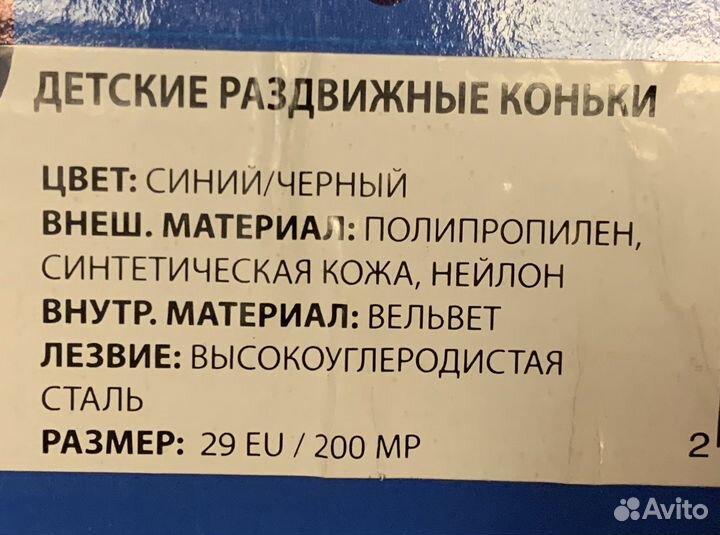 ДЕТСКИЕ РАЗДВИЖНЫЕ КОНЬКИ
ЦВЕТ: СИНИЙ/ЧЕРНЫЙ
ВНЕШ. МАТЕРИАЛ: ПОЛИПРОПИЛЕН,
СИНТЕТИЧЕСКАЯ КОЖА, НЕЙЛОН
ВНУТР. МАТЕРИАЛ: ВЕЛЬВЕТ
ЛЕЗВИЕ: ВЫСОКОУГЛЕРОДИСТАЯ
СТАЛЬ
РАЗМЕР: 29 EU / 200 МР
2
Avito